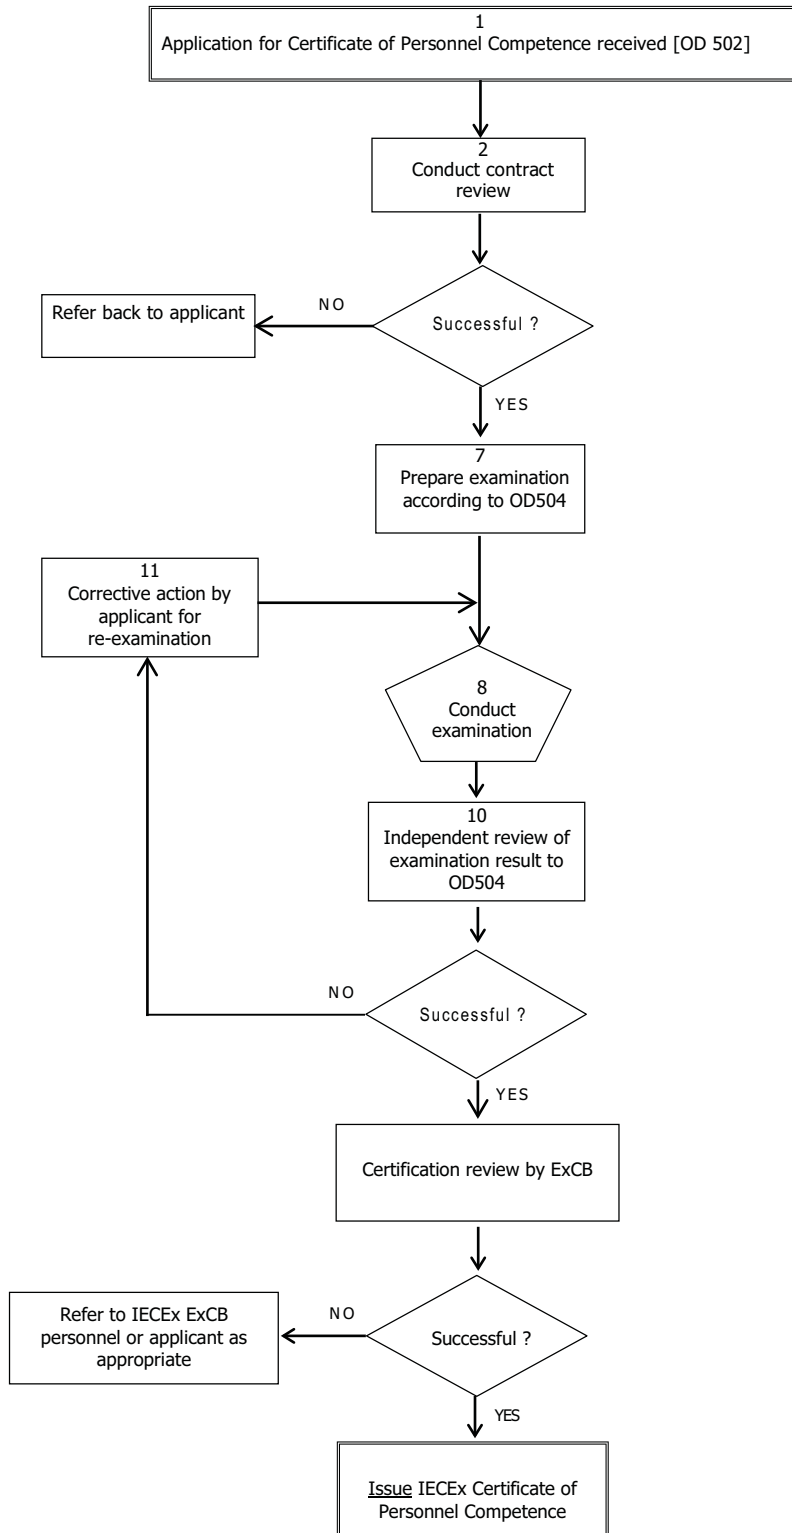 1
Application for Certificate of Personnel Competence received [OD 502]
2
Conduct contract
review
Successful ?
NO
Refer back to applicant
YES
7
Prepare examination
according to OD504
11
Corrective action by
applicant for
re-examination
8
Conduct
examination
10
Independent review of
examination result to
OD504
Successful ?
NO
YES
Certification review by ExCB
Successful ?
NO
Refer to IECEx ExCB
personnel or applicant as
appropriate
YES
Issue IECEx Certificate of
Personnel Competence